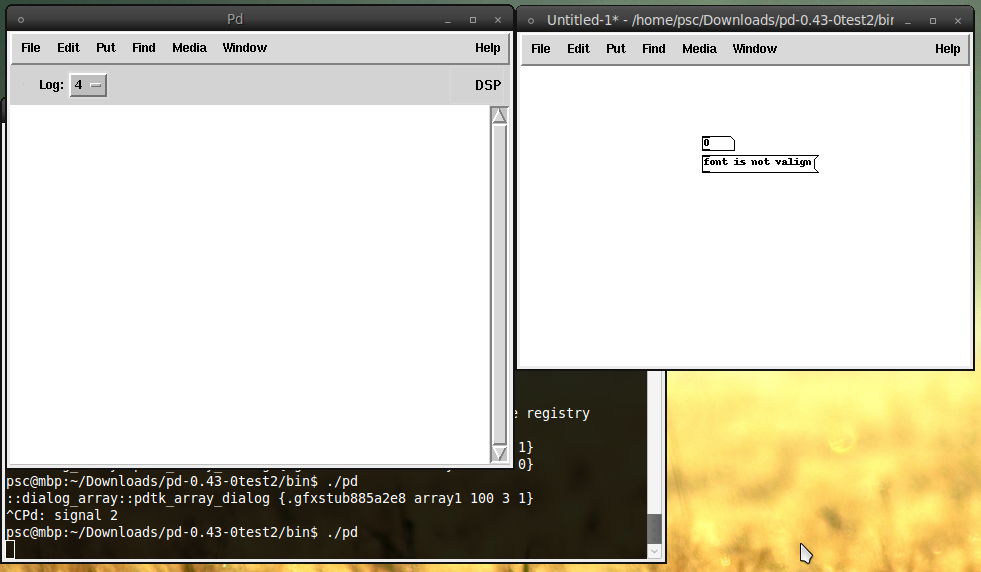 Pd
File Edit Put Find Media Window Help
Log: 4 DSP
Untitled-1* - /home/psc/Downloads/pd-0.43-0test2/bin
File Edit Put Find Media Window Help
0
font is not valign
registry
1}
0}
psc@mbp:~/Downloads/pd-0.43-0test2/bin$ ./pd
::dialog_array::pdtk_array_dialog {.gfxstub885a2e8 array1 100 3 1}
^CPd: signal 2
psc@mbp:~/Downloads/pd-0.43-0test2/bin$ ./pd